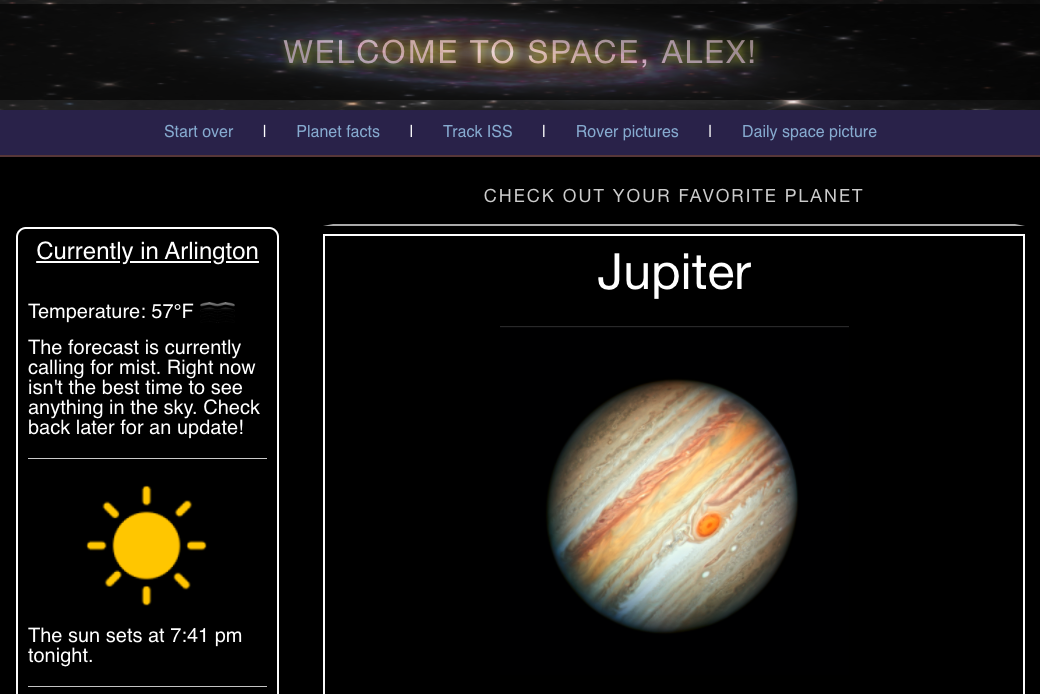 WELCOME TO SPACE, ALEX!
Start over | Planet facts | Track ISS | Rover pictures | Daily space picture
CHECK OUT YOUR FAVORITE PLANET
Currently in Arlington
Temperature: 57°F
The forecast is currently
calling for mist. Right now
isn't the best time to see
anything in the sky. Check
back later for an update!
The sun sets at 7:41 pm
tonight.
Jupiter